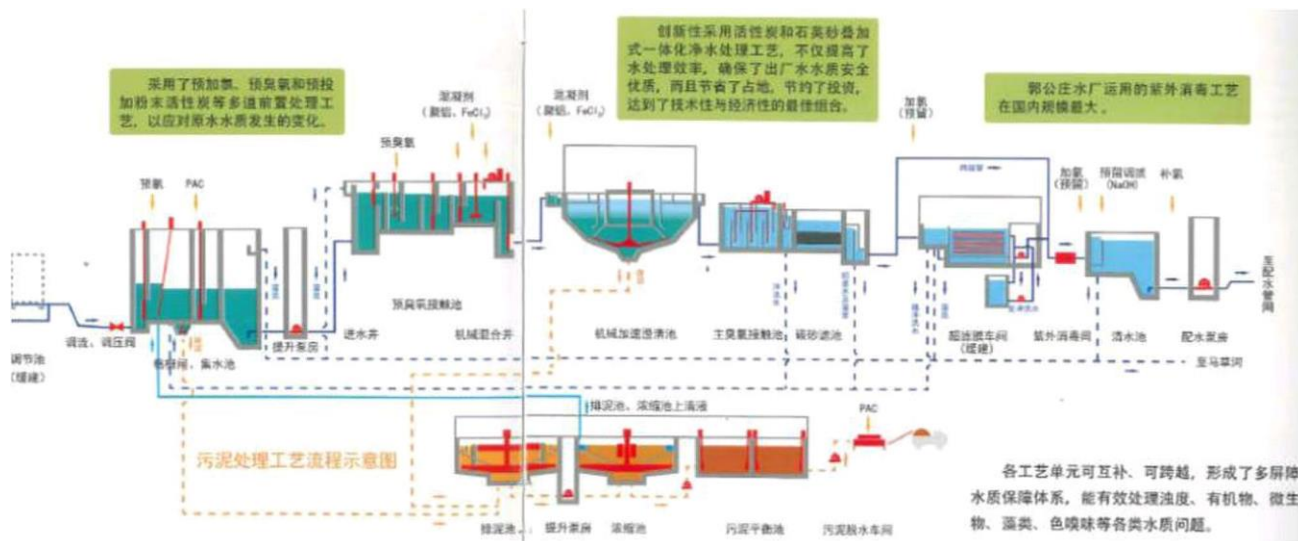 采用了预加氯、预臭氧和预投
加粉末活性炭等多道前置处理工
艺，以应对原水水质发生的变化。
创新性采用活性炭和石英砂叠加
式一体化净水处理工艺，不仅提高了
水处理效率，确保了出厂水水质安全
优质，而且节省了占地，节约了投资，
达到了技术性与经济性的最佳组合。
郭公庄水厂运用的紫外消毒工艺
在国内规模最大。
预氯
PAC
预臭氧
混凝剂
（聚铝、FeCl₃）
混凝剂
（聚铝、FeCl₃）
加氯
（预留）
加氯
（预留）
预留调质
（NaOH）
补氯
跨越管
溢流
溢流
排泥
排泥
冲洗水
溢流
调节池
（缓建）
调流、调压阀
格栅间、集水池
提升泵房
进水井
预臭氧接触池
机械混合井
机械加速澄清池
主臭氧接触池
碳砂滤池
超滤膜车间
（缓建）
紫外消毒间
清水池
配水泵房
至配水管网
至马草河
排泥池、浓缩池上清液
污泥处理工艺流程示意图
PAC
排泥池
提升泵房
浓缩池
污泥平衡池
污泥脱水车间
各工艺单元可互补、可跨越，形成了多屏障
水质保障体系，能有效处理浊度、有机物、微生
物、藻类、色嗅味等各类水质问题。